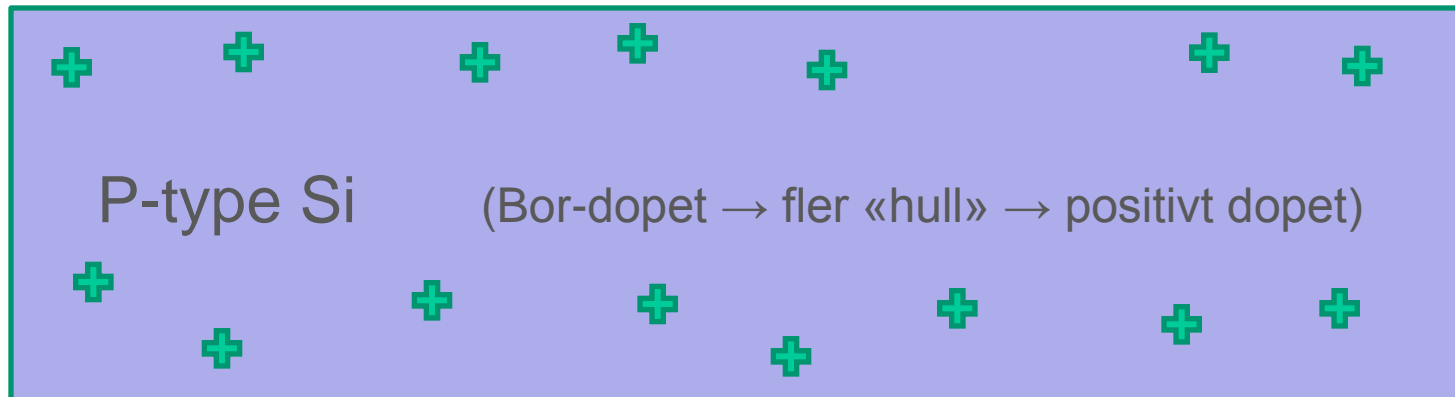 P-type Si (Bor-dopet → fler «hull» → positivt dopet)